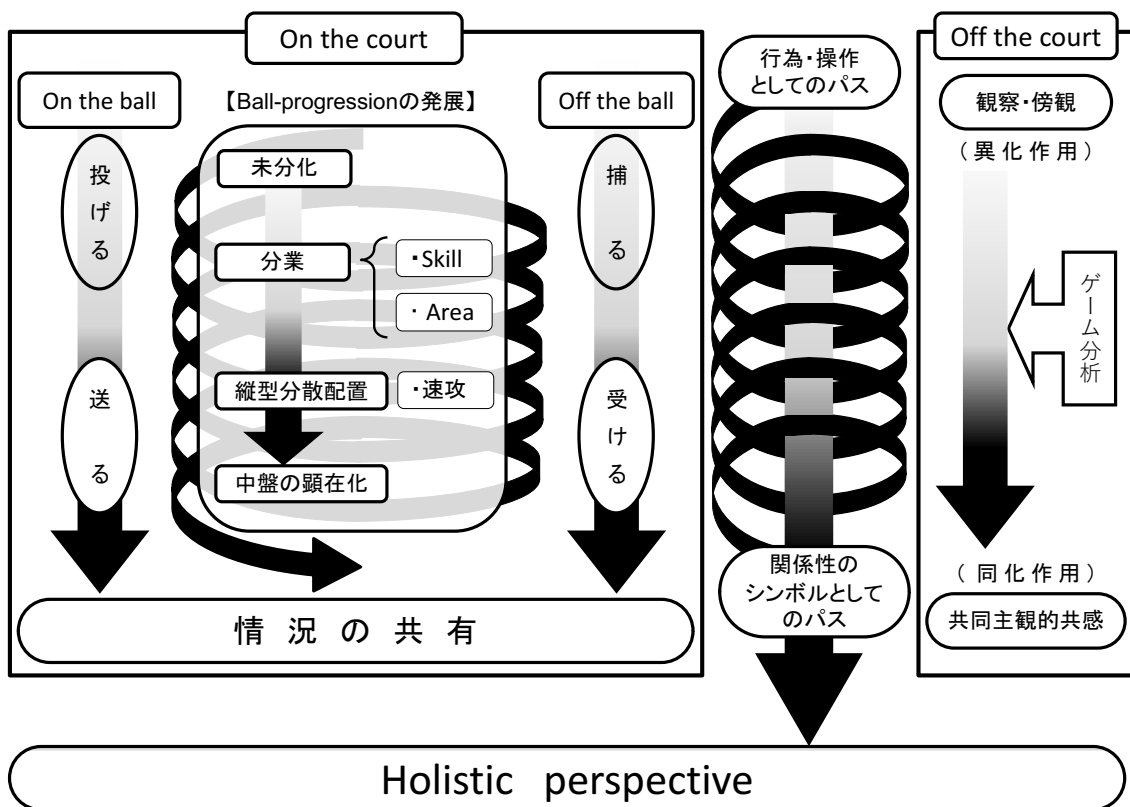 On the court
On the ball
【Ball-progressionの発展】
Off the ball
投げる
送る
未分化
分業
・Skill
・Area
縦型分散配置
・速攻
中盤の顕在化
捕る
受ける
情況の共有
行為・操作
としてのパス
関係性の
シンボルとして
のパス
Off the court
観察・傍観
（異化作用）
ゲーム分析
（同化作用）
共同主観的共感
Holistic perspective